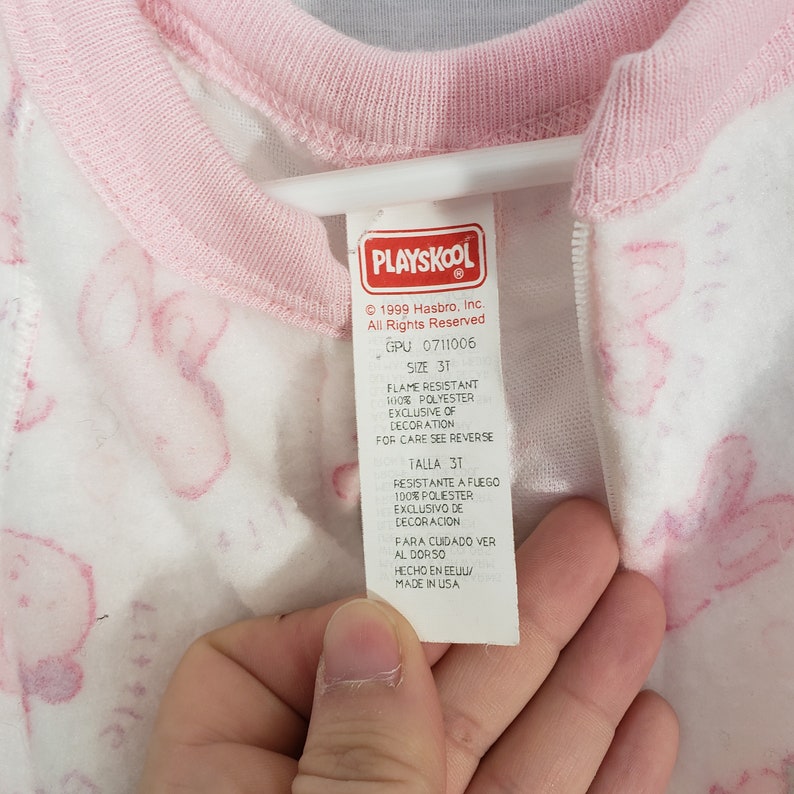 PLAYSKOOL®
© 1999 Hasbro, Inc.
All Rights Reserved
GPU 0711006
SIZE 3T
FLAME RESISTANT
100% POLYESTER
EXCLUSIVE OF
DECORATION
FOR CARE SEE REVERSE
TALLA 3T
RESISTENTE A FUEGO
100% POLIESTER
EXCLUSIVO DE
DECORACION
PARA CUIDADO VER
AL DORSO
HECHO EN EEUU/
MADE IN USA
Little